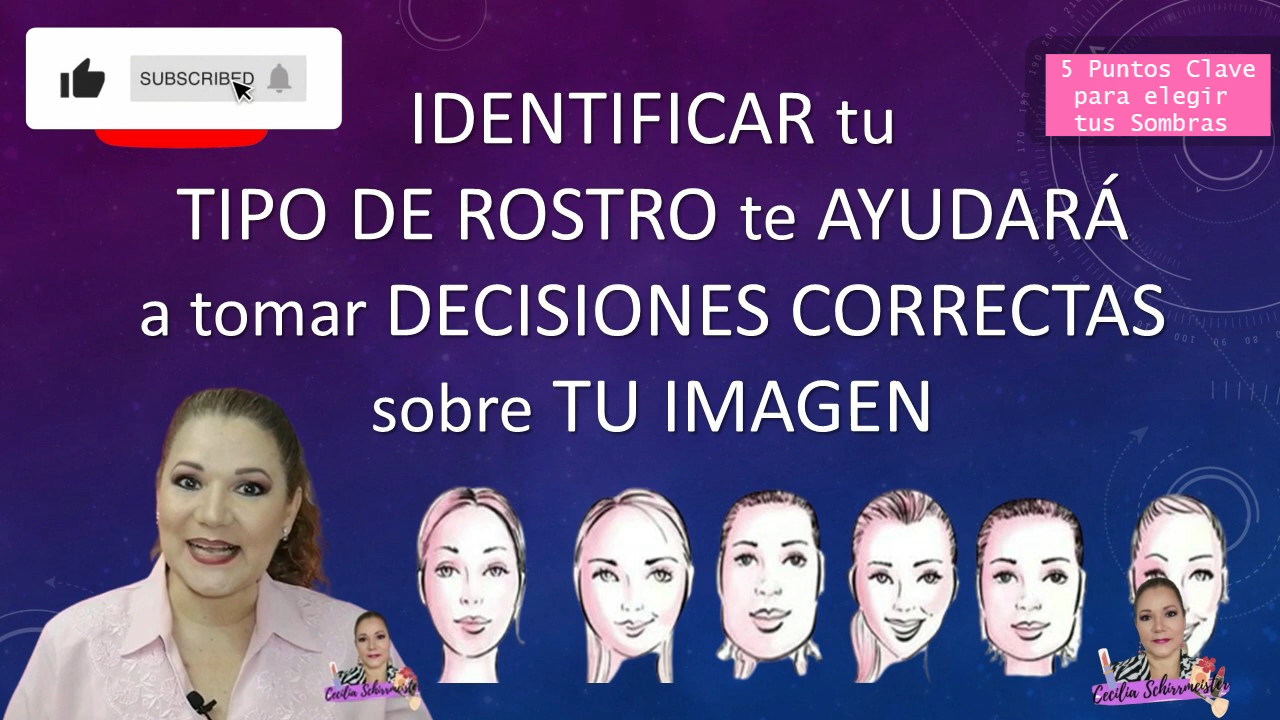 SUBSCRIBED
5 Puntos Clave
para elegir
tus Sombras
IDENTIFICAR tu
TIPO DE ROSTRO te AYUDARÁ
a tomar DECISIONES CORRECTAS
sobre TU IMAGEN
Cecilia Schirrmeister
Cecilia Schirrmeister